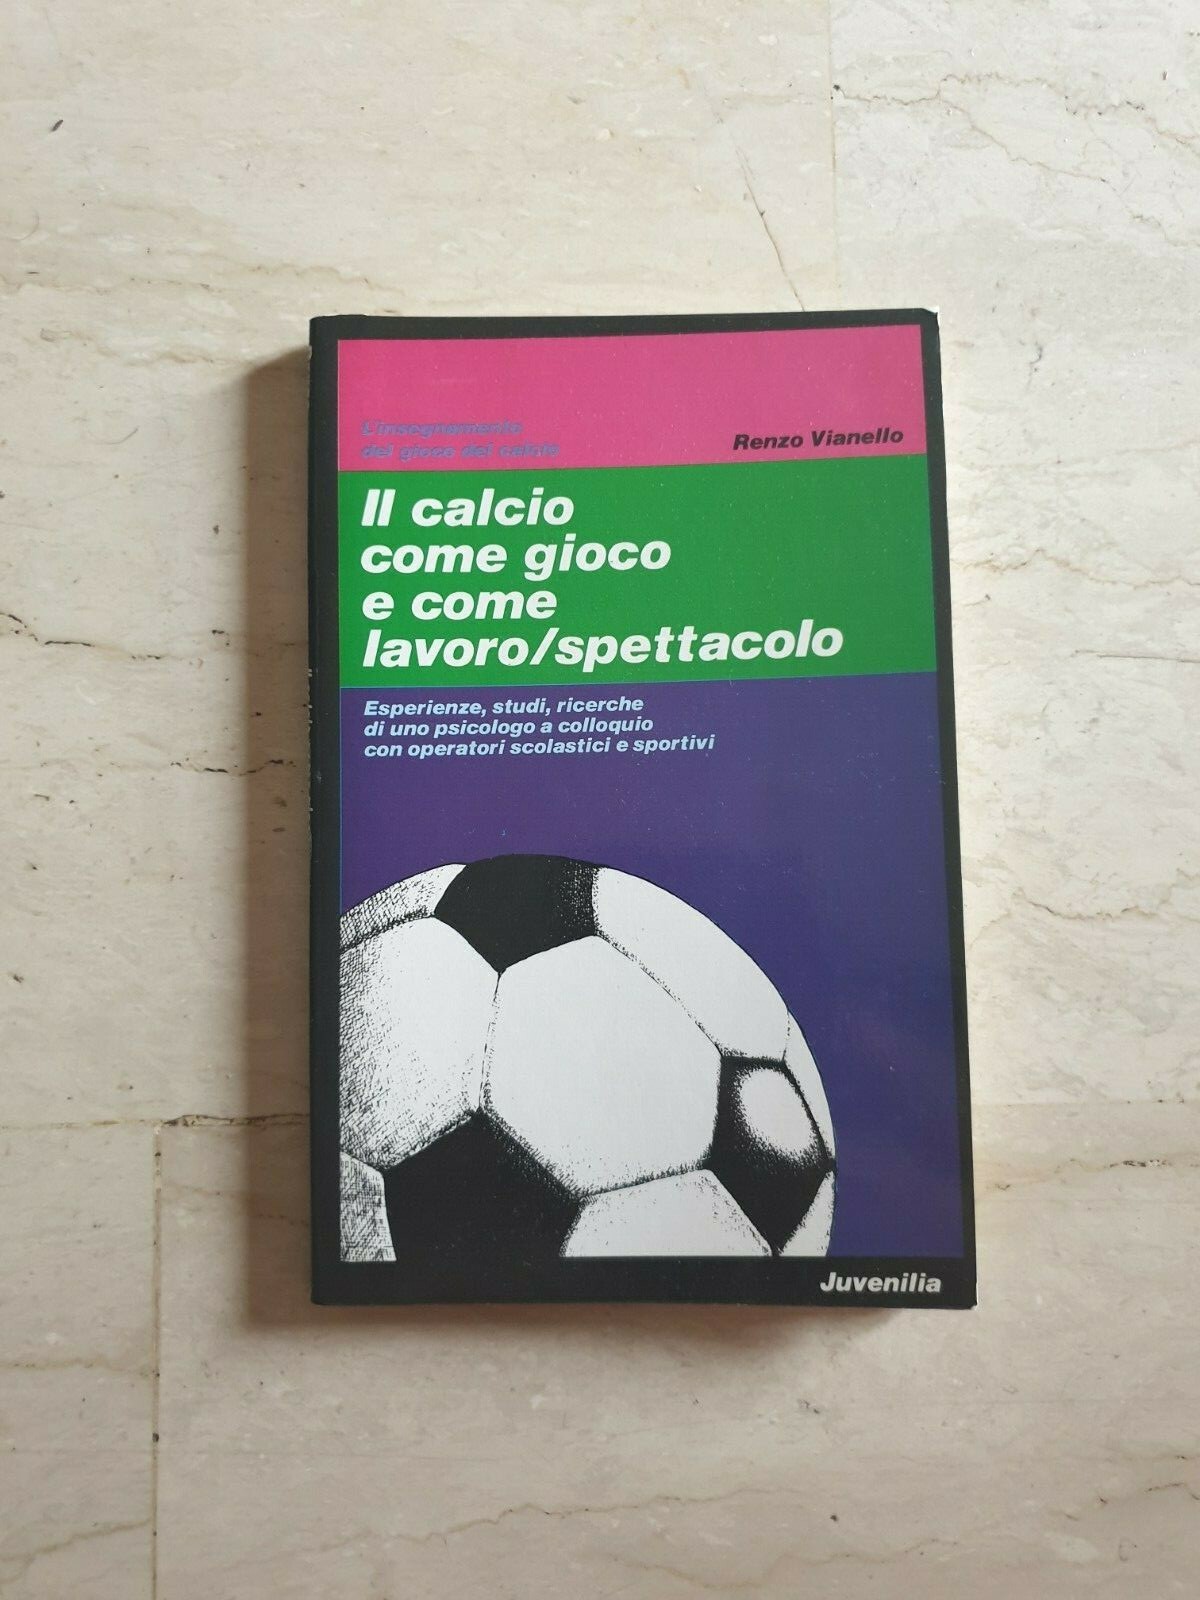 L'insegnamento
del gioco del calcio
Renzo Vianello
Il calcio
come gioco
e come
lavoro/spettacolo
Esperienze, studi, ricerche
di uno psicologo a colloquio
con operatori scolastici e sportivi
Juvenilia